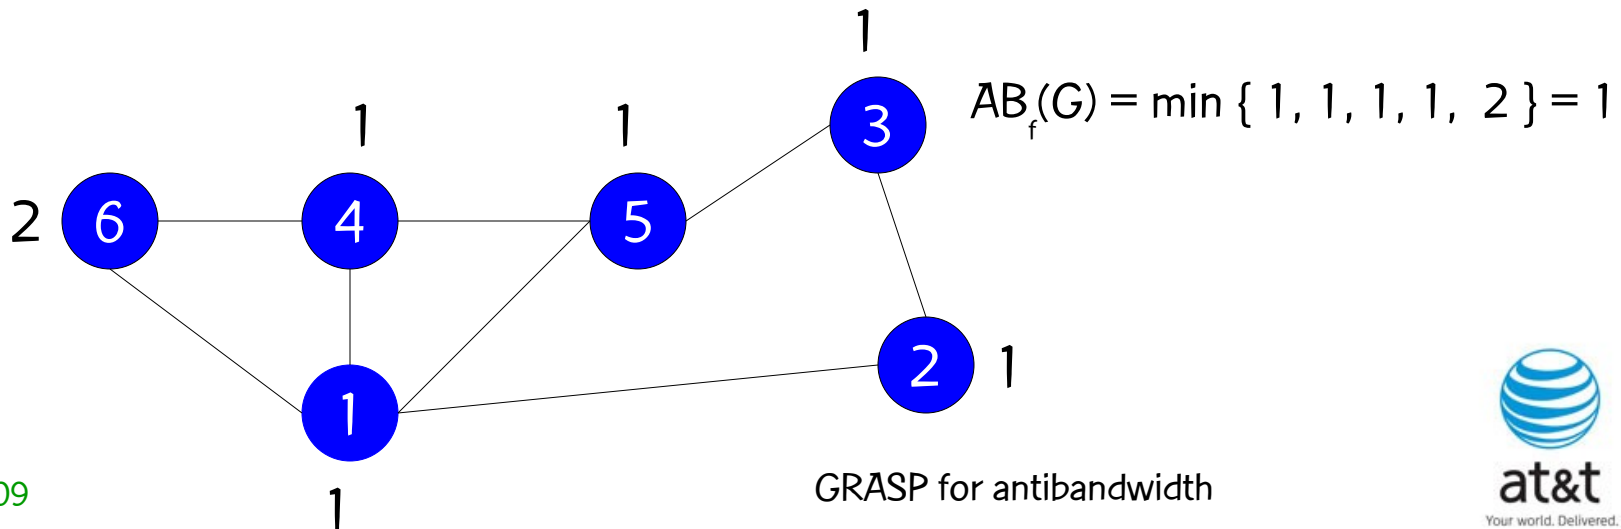 1
AB_f(G) = min { 1, 1, 1, 1, 2 } = 1
1 1
3
2 6 4 5
2 1
1
1
09
GRASP for antibandwidth
at&t
Your world. Delivered.